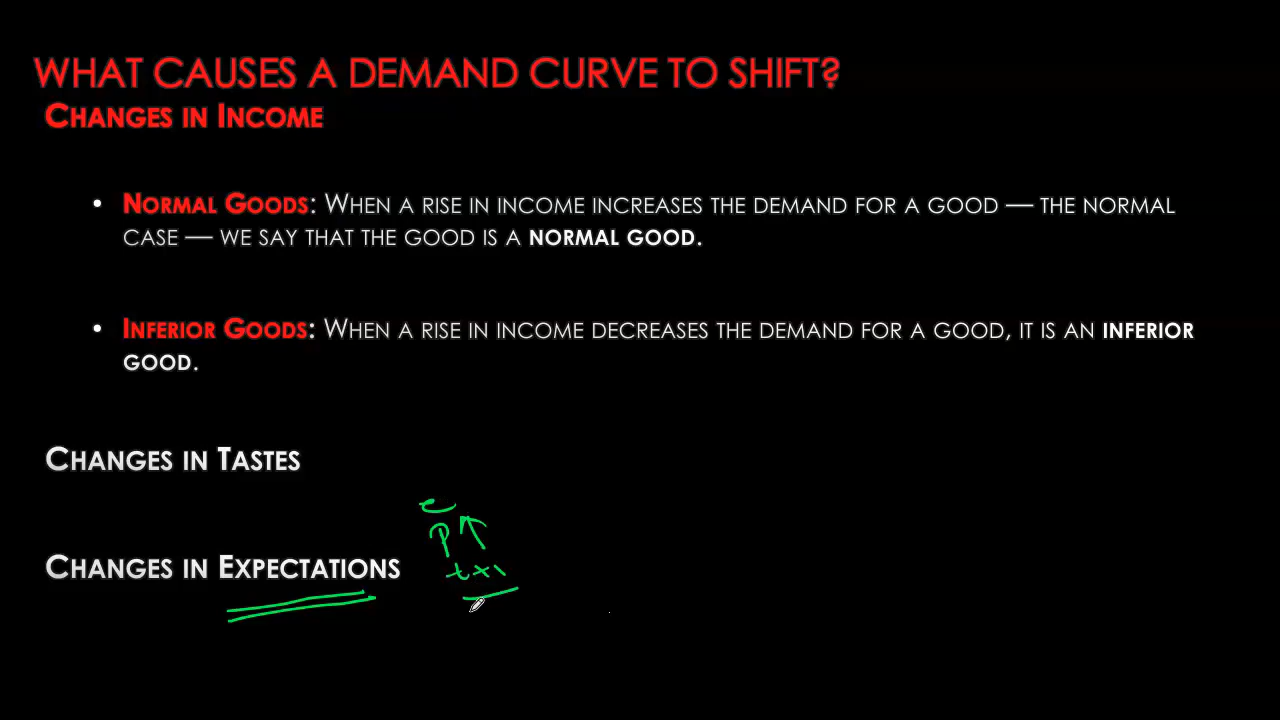 WHAT CAUSES A DEMAND CURVE TO SHIFT?
CHANGES IN INCOME
• NORMAL GOODS: WHEN A RISE IN INCOME INCREASES THE DEMAND FOR A GOOD — THE NORMAL
CASE — WE SAY THAT THE GOOD IS A NORMAL GOOD.
• INFERIOR GOODS: WHEN A RISE IN INCOME DECREASES THE DEMAND FOR A GOOD, IT IS AN INFERIOR
GOOD.
CHANGES IN TASTES
e
P ↑
CHANGES IN EXPECTATIONS
t+1